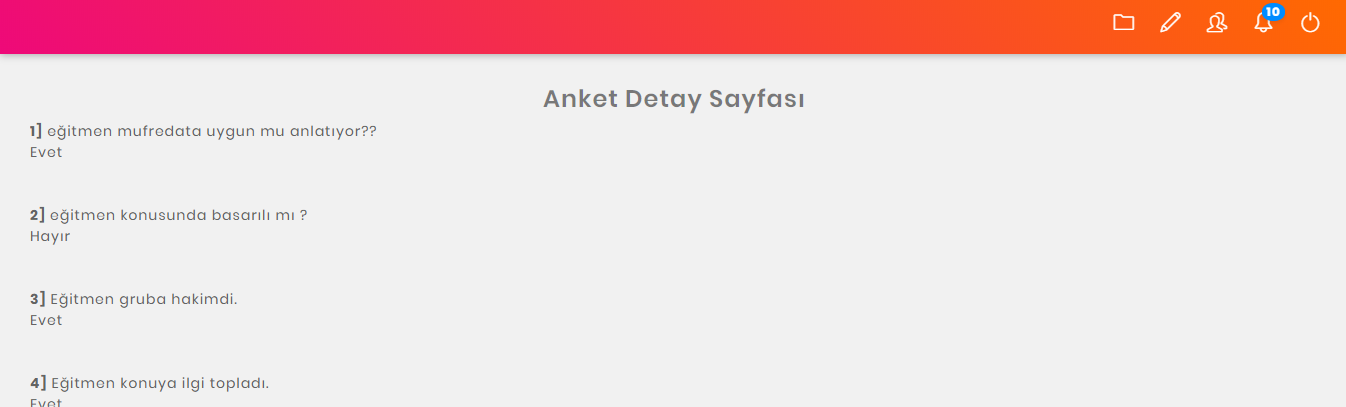 10
Anket Detay Sayfası
1] eğitmen mufredata uygun mu anlatıyor??
Evet
2] eğitmen konusunda basarılı mı ?
Hayır
3] Eğitmen gruba hakimdi.
Evet
4] Eğitmen konuya ilgi topladı.
Evet